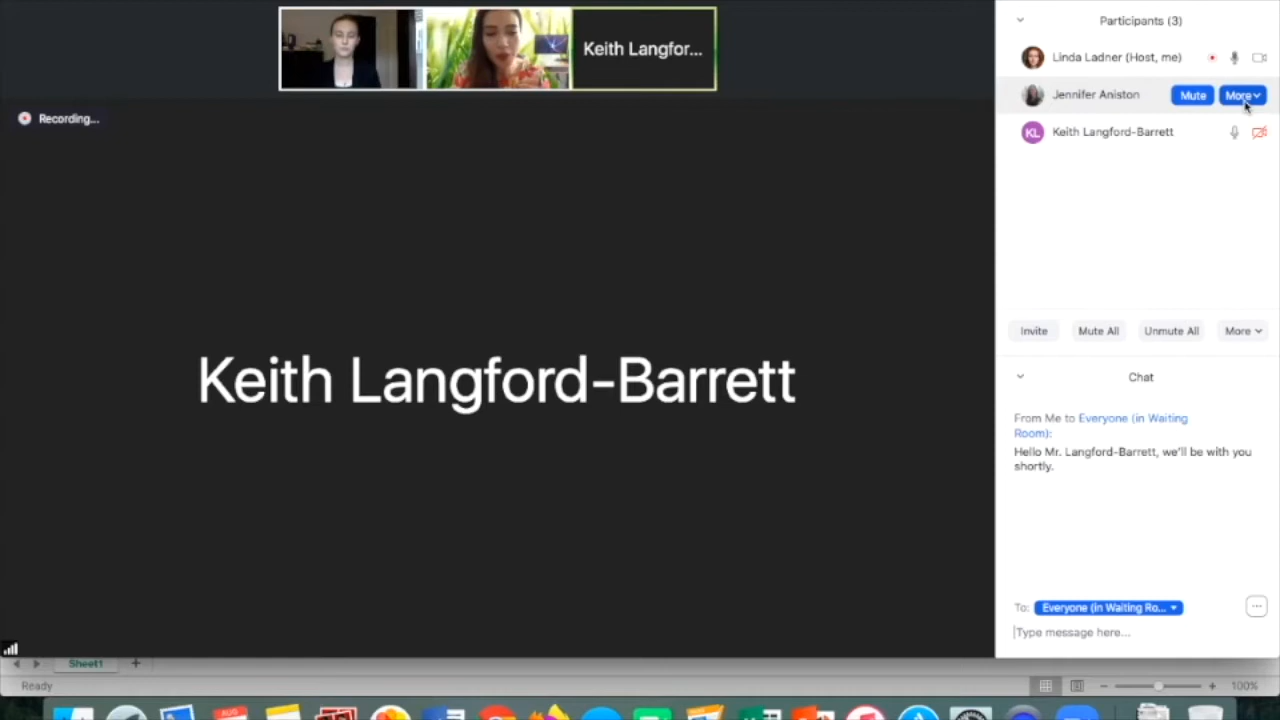 Keith Langfor...
Recording...
Keith Langford-Barrett
Participants (3)
Linda Ladner (Host, me)
Jennifer Aniston
Mute
More
KL
Keith Langford-Barrett
Invite
Mute All
Unmute All
More
Chat
From Me to Everyone (in Waiting
Room):
Hello Mr. Langford-Barrett, we'll be with you
shortly.
To: Everyone (in Waiting Ro...
Type message here...
Sheet1
Ready
100%
AUG